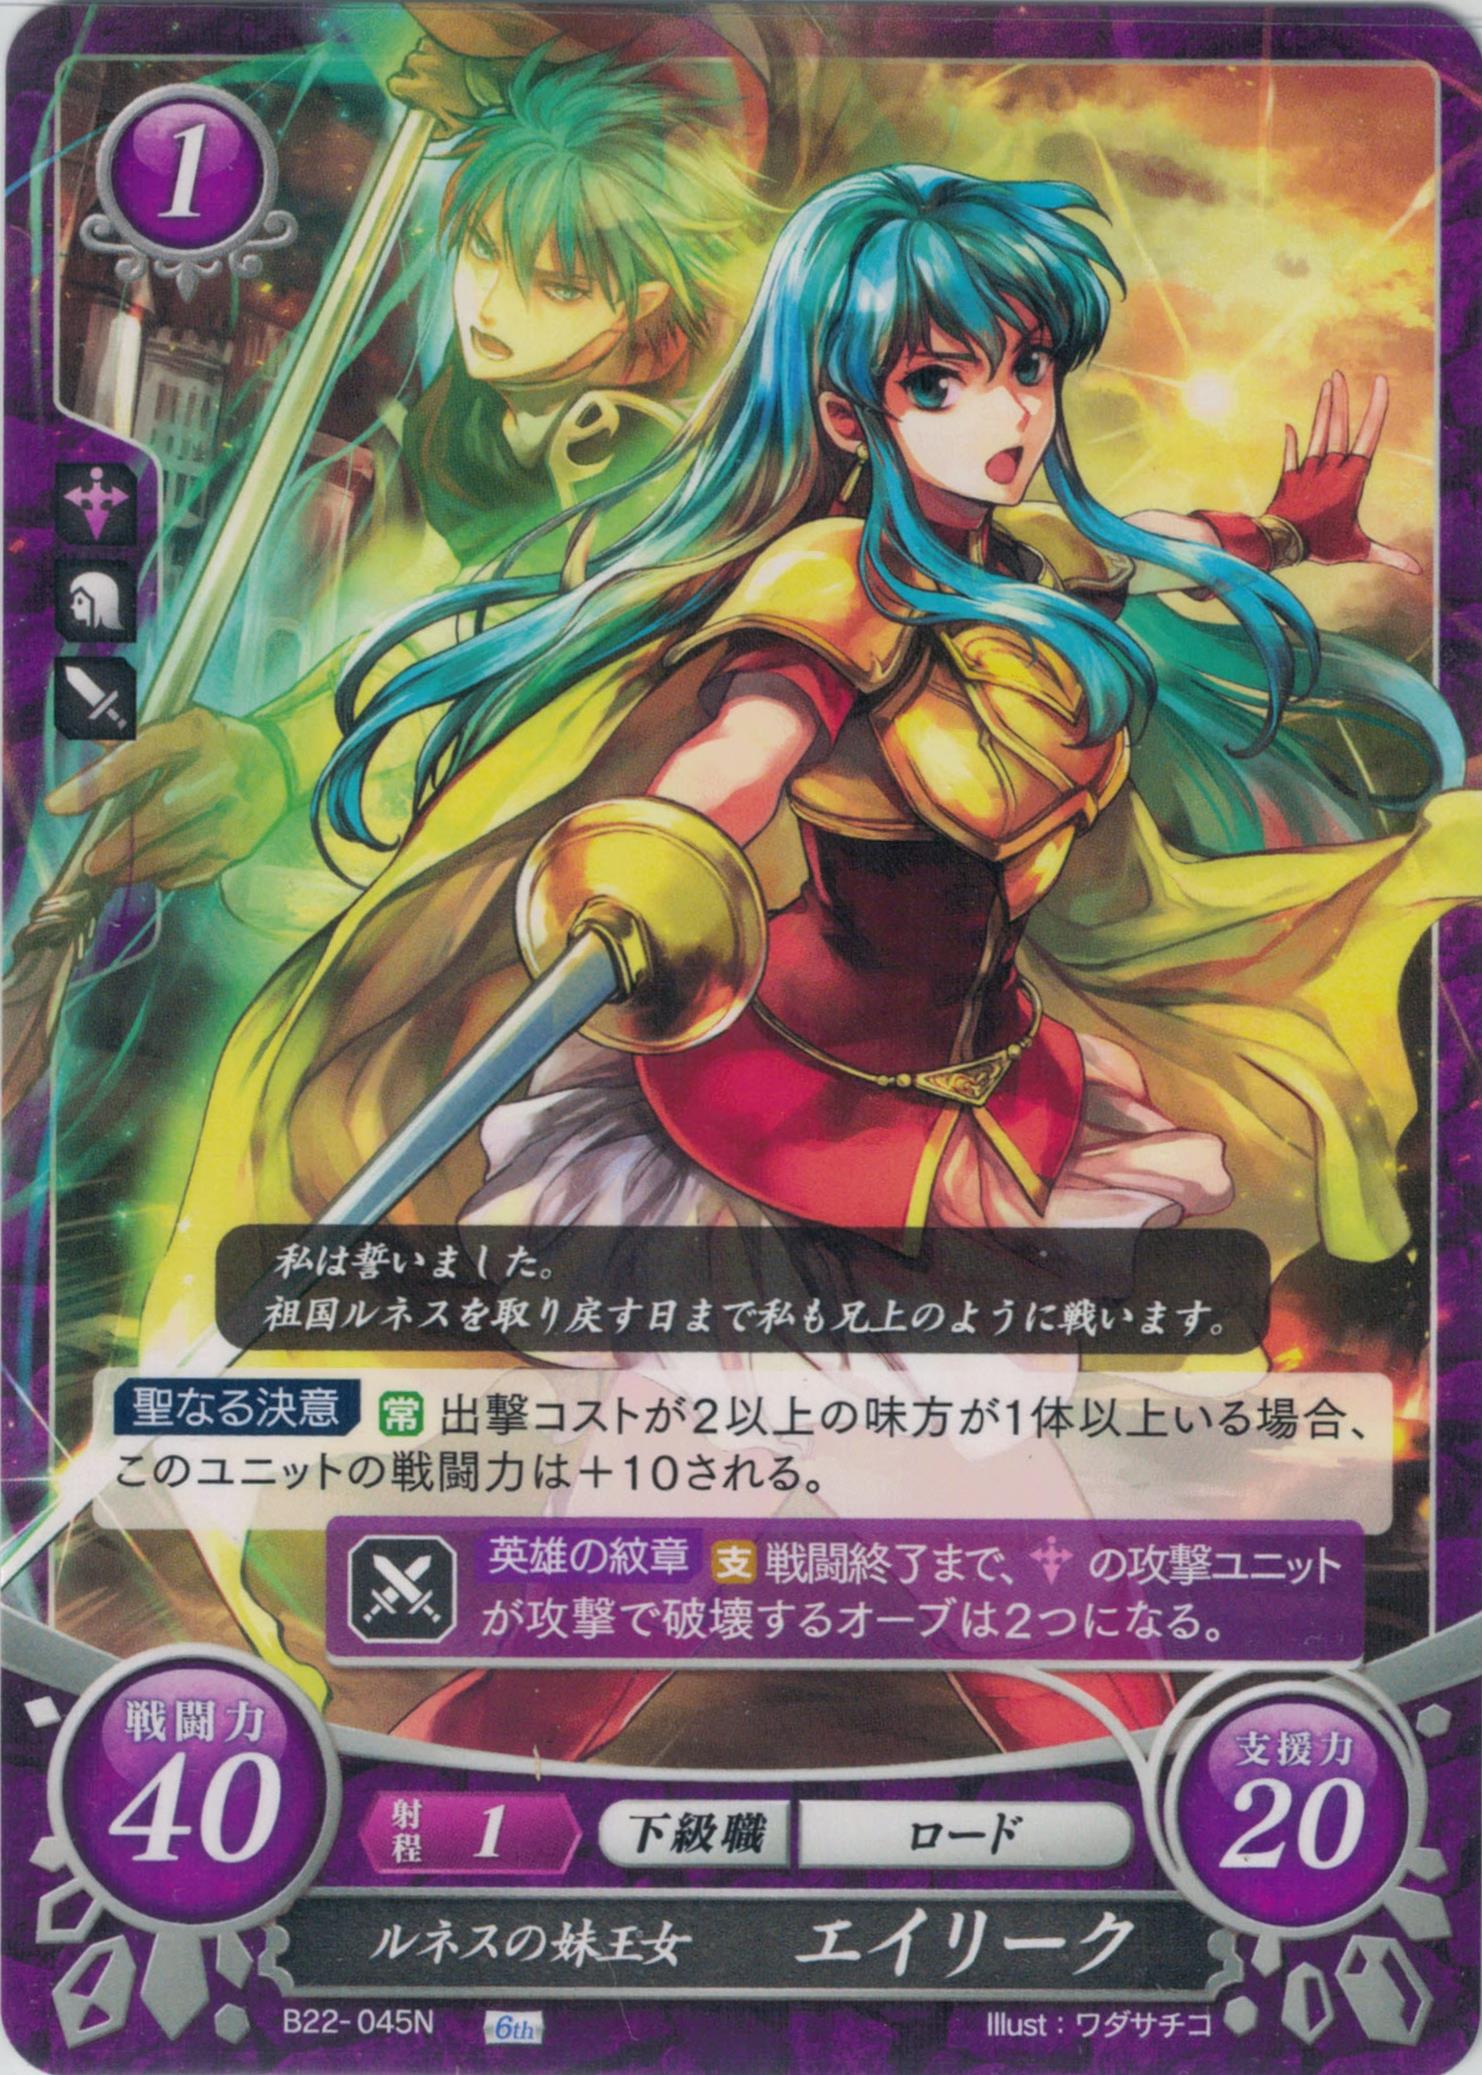 1
私は誓いました。
祖国ルネスを取り戻す日まで私も兄上のように戦います。
聖なる決意 常 出撃コストが2以上の味方が1体以上いる場合、
このユニットの戦闘力は+10される。
英雄の紋章 支 戦闘終了まで、の攻撃ユニット
が攻撃で破壊するオーブは2つになる。
戦闘力
40
射程 1
下級職 ロード
支援力
20
ルネスの妹王女 エイリーク
B22-045N 6th Illust:ワダサチコ